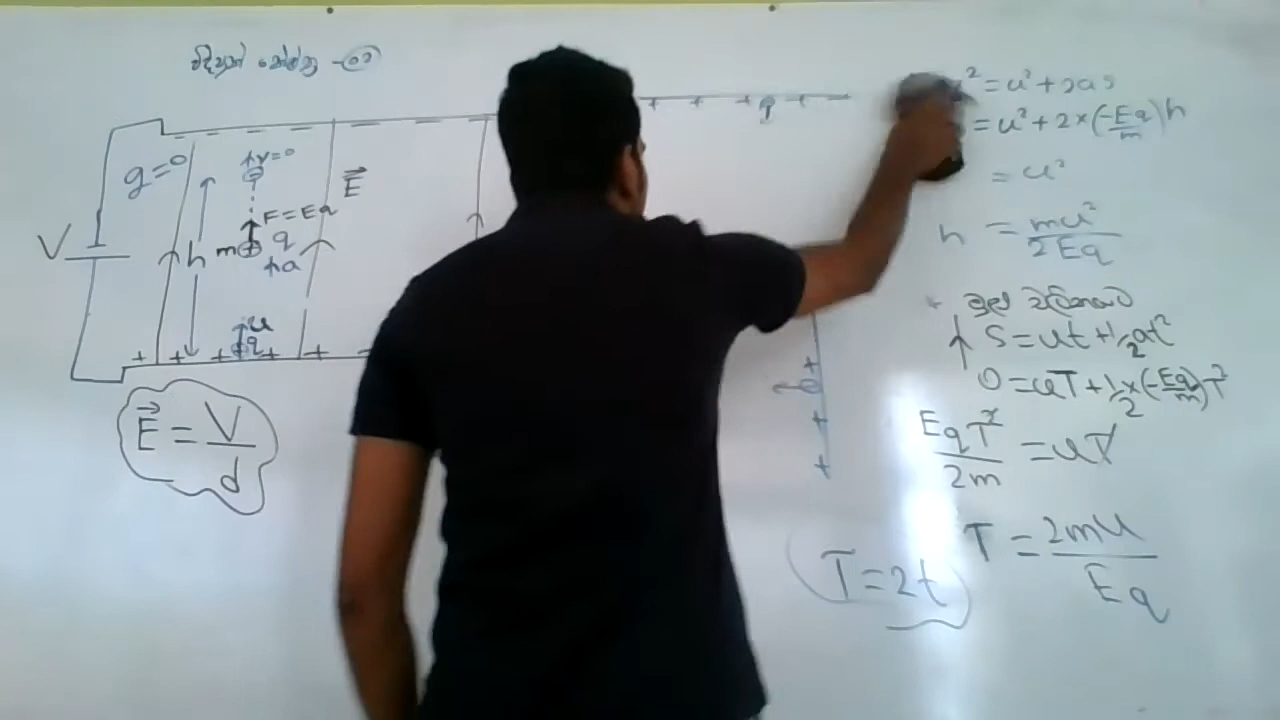 විද්‍යුත් ක්ෂේත්‍ර -02
g=0
V
↑v=0
F=Eq
m
q
↑a
h
E⃗
u
q
E⃗ = V/d
+ + + q + -
v² = u² + 2as
= u² + 2×(-Eq/m)h
= u²
h = mu²/2Eq
* මුළු
↑ S = ut + 1/2at²
0 = uT + 1/2×(-Eq/m)T²
EqT²/2m = uT
T = 2mu/Eq
T = 2t